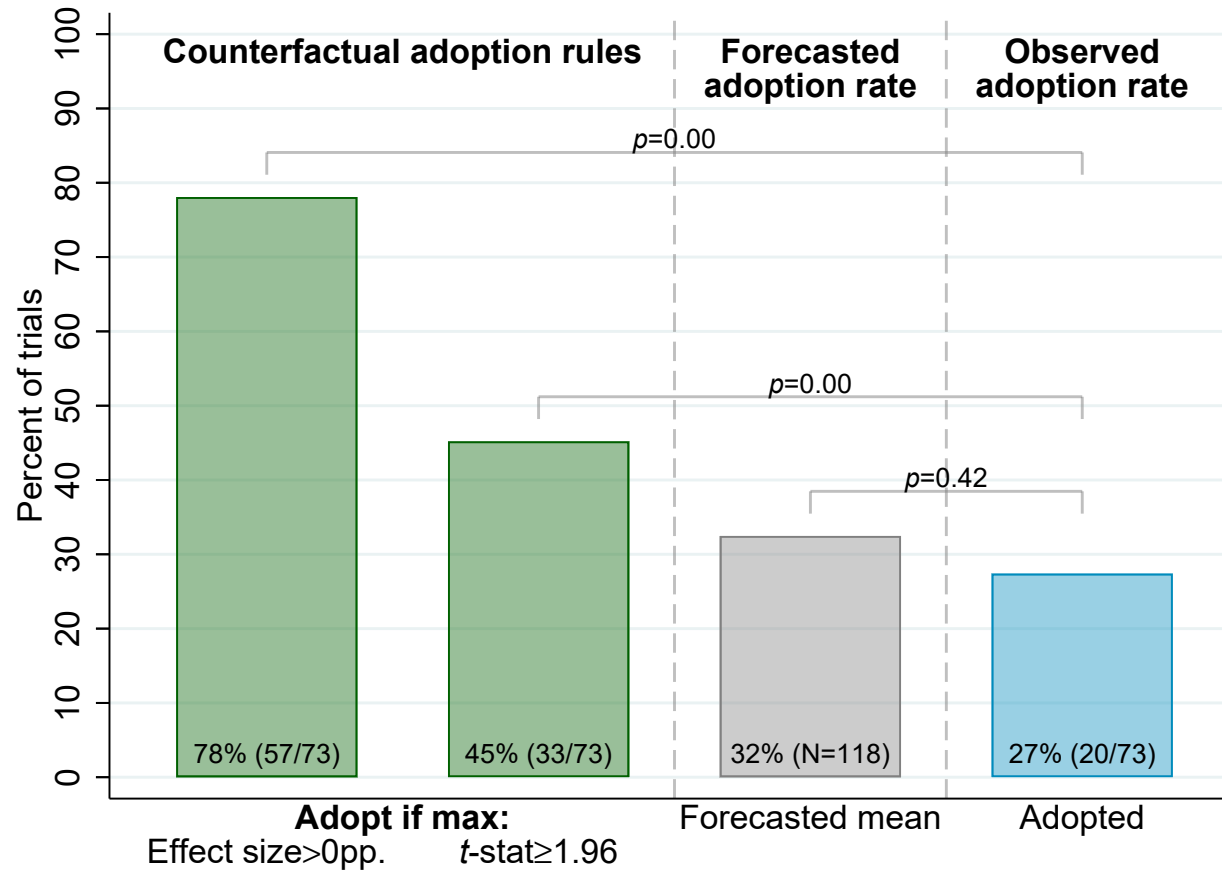 Counterfactual adoption rules
Forecasted
adoption rate
Observed
adoption rate
Percent of trials
100
90
80
70
60
50
40
30
20
10
0
p=0.00
p=0.00
p=0.42
78% (57/73)
45% (33/73)
32% (N=118)
27% (20/73)
Adopt if max:
Effect size>0pp.
t-stat≥1.96
Forecasted mean
Adopted